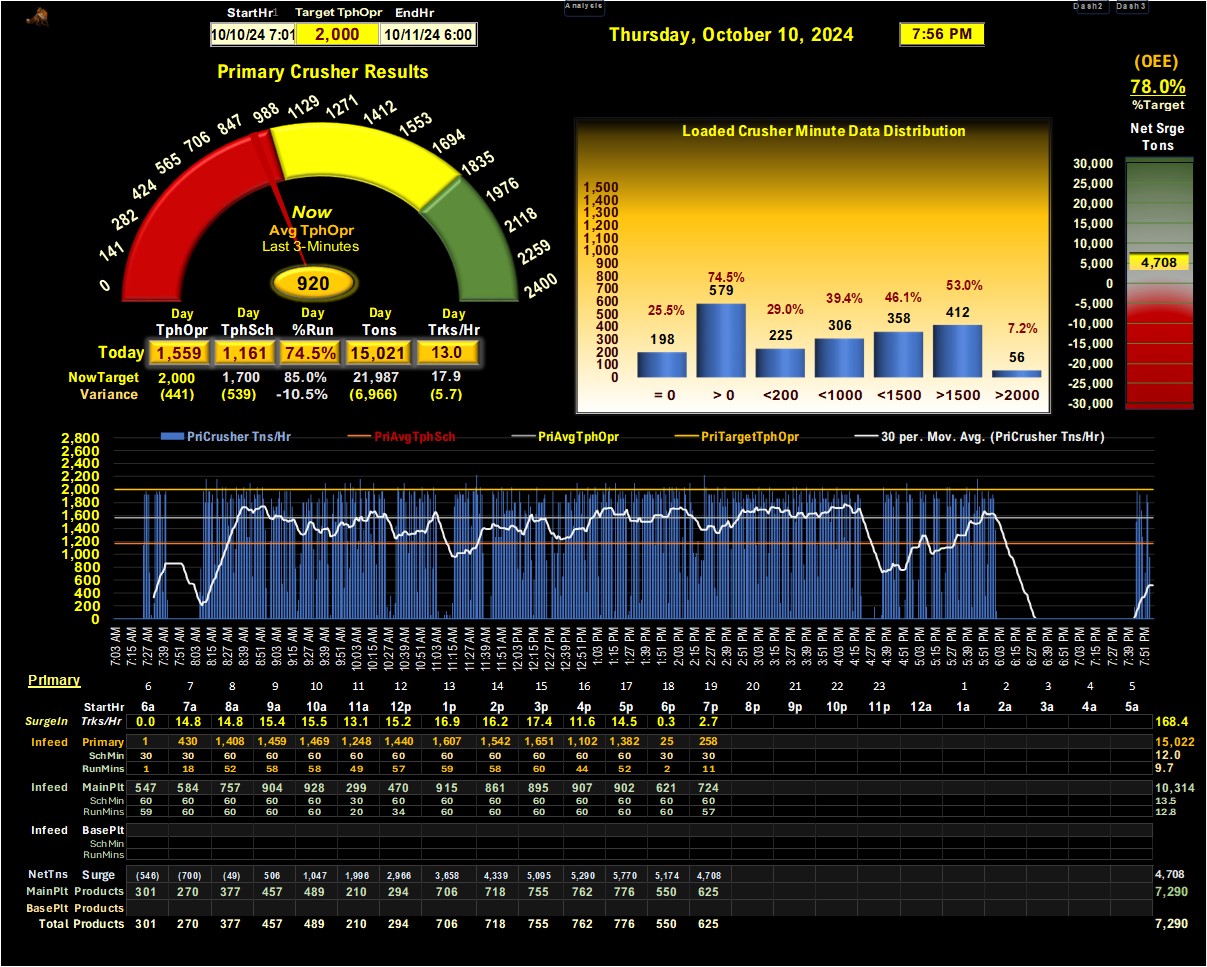 Analysis
Dash2 Dash3
StartHr1 Target TphOpr EndHr
10/10/24 7:01 2,000 10/11/24 6:00
Thursday, October 10, 2024 7:56 PM
(OEE)
78.0%
%Target
Net Srge
Tons
Primary Crusher Results
0 141 282 424 565 706 847 988 1129 1271 1412 1553 1694 1835 1976 2118 2259 2400
Now
Avg TphOpr
Last 3-Minutes
920
Day Day Day Day Day
TphOpr TphSch %Run Tons Trks/Hr
Today 1,559 1,161 74.5% 15,021 13.0
NowTarget 2,000 1,700 85.0% 21,987 17.9
Variance (441) (539) -10.5% (6,966) (5.7)
Loaded Crusher Minute Data Distribution
1,500
1,400
1,300
1,200
1,100
1,000
900
800
700
600
500
400
300
200
100
0
25.5% 74.5% 29.0% 39.4% 46.1% 53.0% 7.2%
198 579 225 306 358 412 56
= 0 > 0 <200 <1000 <1500 >1500 >2000
30,000
25,000
20,000
15,000
10,000
5,000
0
-5,000
-10,000
-15,000
-20,000
-25,000
-30,000
4,708
PriCrusher Tns/Hr PriAvgTphSch PriAvgTphOpr PriTargetTphOpr 30 per. Mov. Avg. (PriCrusher Tns/Hr)
2,800
2,600
2,400
2,200
2,000
1,800
1,600
1,400
1,200
1,000
800
600
400
200
0
7:03 AM 7:15 AM 7:27 AM 7:39 AM 7:51 AM 8:03 AM 8:15 AM 8:27 AM 8:39 AM 8:51 AM 9:03 AM 9:15 AM 9:27 AM 9:39 AM 9:51 AM 10:03 AM 10:15 AM 10:27 AM 10:39 AM 10:51 AM 11:03 AM 11:15 AM 11:27 AM 11:39 AM 11:51 AM 12:03 PM 12:15 PM 12:27 PM 12:39 PM 12:51 PM 1:03 PM 1:15 PM 1:27 PM 1:39 PM 1:51 PM 2:03 PM 2:15 PM 2:27 PM 2:39 PM 2:51 PM 3:03 PM 3:15 PM 3:27 PM 3:39 PM 3:51 PM 4:03 PM 4:15 PM 4:27 PM 4:39 PM 4:51 PM 5:03 PM 5:15 PM 5:27 PM 5:39 PM 5:51 PM 6:03 PM 6:15 PM 6:27 PM 6:39 PM 6:51 PM 7:03 PM 7:15 PM 7:27 PM 7:39 PM 7:51 PM
Primary
6 7 8 9 10 11 12 13 14 15 16 17 18 19 20 21 22 23 1 2 3 4 5
StartHr 6a 7a 8a 9a 10a 11a 12a 1p 2p 3p 4p 5p 6p 7p 8p 9p 10p 11p 12a 1a 2a 3a 4a 5a
SurgeIn Trks/Hr 0.0 14.8 14.8 15.4 15.5 13.1 15.2 16.9 16.2 17.4 11.6 14.5 0.3 2.7 168.4
Infeed Primary 1 430 1,408 1,459 1,469 1,248 1,440 1,607 1,542 1,651 1,102 1,382 25 258 15,022
SchMin 30 30 60 60 60 60 60 60 60 60 60 60 30 30 12.0
RunMins 1 18 52 58 58 49 57 59 58 60 44 52 2 11 9.7
Infeed MainPlt 547 584 757 904 928 299 470 915 861 895 907 902 621 724 10,314
SchMin 60 60 60 60 60 30 60 60 60 60 60 60 60 60 13.5
RunMins 59 60 60 60 60 20 34 60 60 60 60 60 60 57 12.8
Infeed BasePlt
SchMin
RunMins
NetTns Surge (546) (700) (49) 506 1,047 1,996 2,966 3,658 4,339 5,095 5,290 5,770 5,174 4,708 4,708
MainPlt Products 301 270 377 457 489 210 294 706 718 755 762 776 550 625 7,290
BasePlt Products
Total Products 301 270 377 457 489 210 294 706 718 755 762 776 550 625 7,290